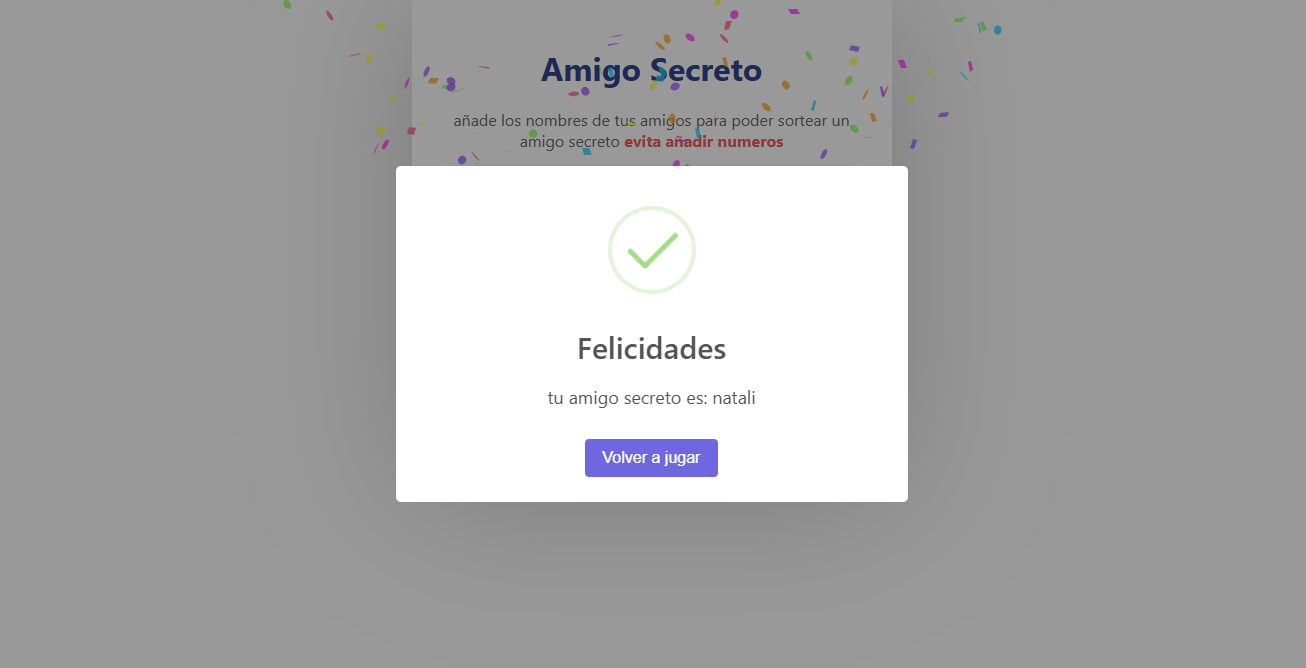 Amigo Secreto
añade los nombres de tus amigos para poder sortear un
amigo secreto evita añadir numeros
Felicidades
tu amigo secreto es: natali
Volver a jugar